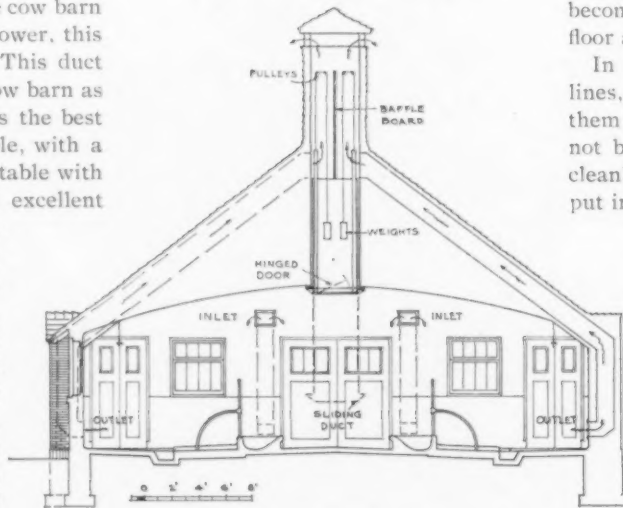 cow barn
ower, this
This duct
ow barn as
s the best
le, with a
table with
excellent
becom
floor a
In
lines,
them
not b
clean
put in
PULLEYS
BAFFLE
BOARD
WEIGHTS
HINGED
DOOR
INLET
INLET
OUTLET
SLIDING
DUCT
OUTLET
0 2' 4' 6' 8'